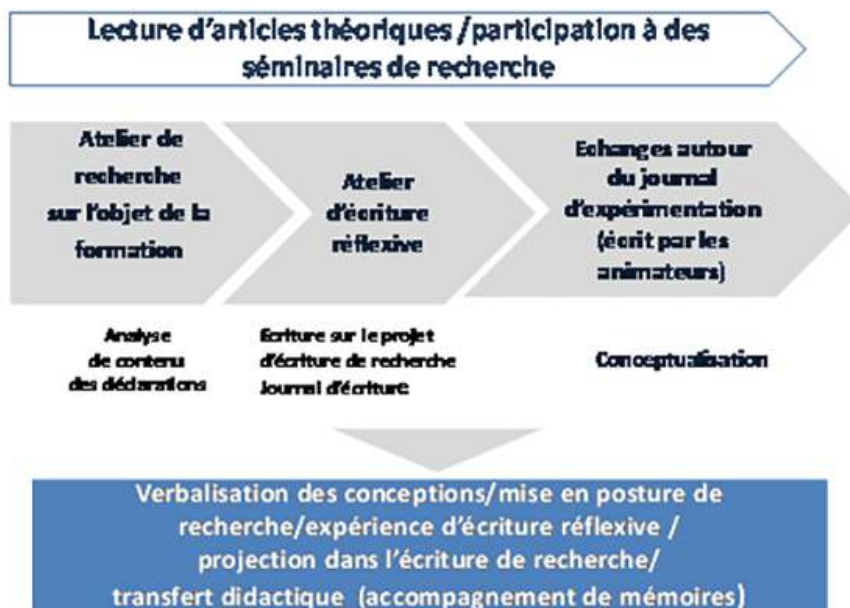 Lecture d'articles théoriques /participation à des
séminaires de recherche
Atelier de
recherche
sur l'objet de la
formation
Atelier
d'écriture
réflexive
Echanges autour
du journal
d'expérimentation
(écrit par les
animateurs)
Analyse
de contenu
des déclarations
Ecriture sur le projet
d'écriture de recherche
Journal d'écriture
Conceptualisation
Verbalisation des conceptions/mise en posture de
recherche/expérience d'écriture réflexive /
projection dans l'écriture de recherche/
transfert didactique (accompagnement de mémoires)